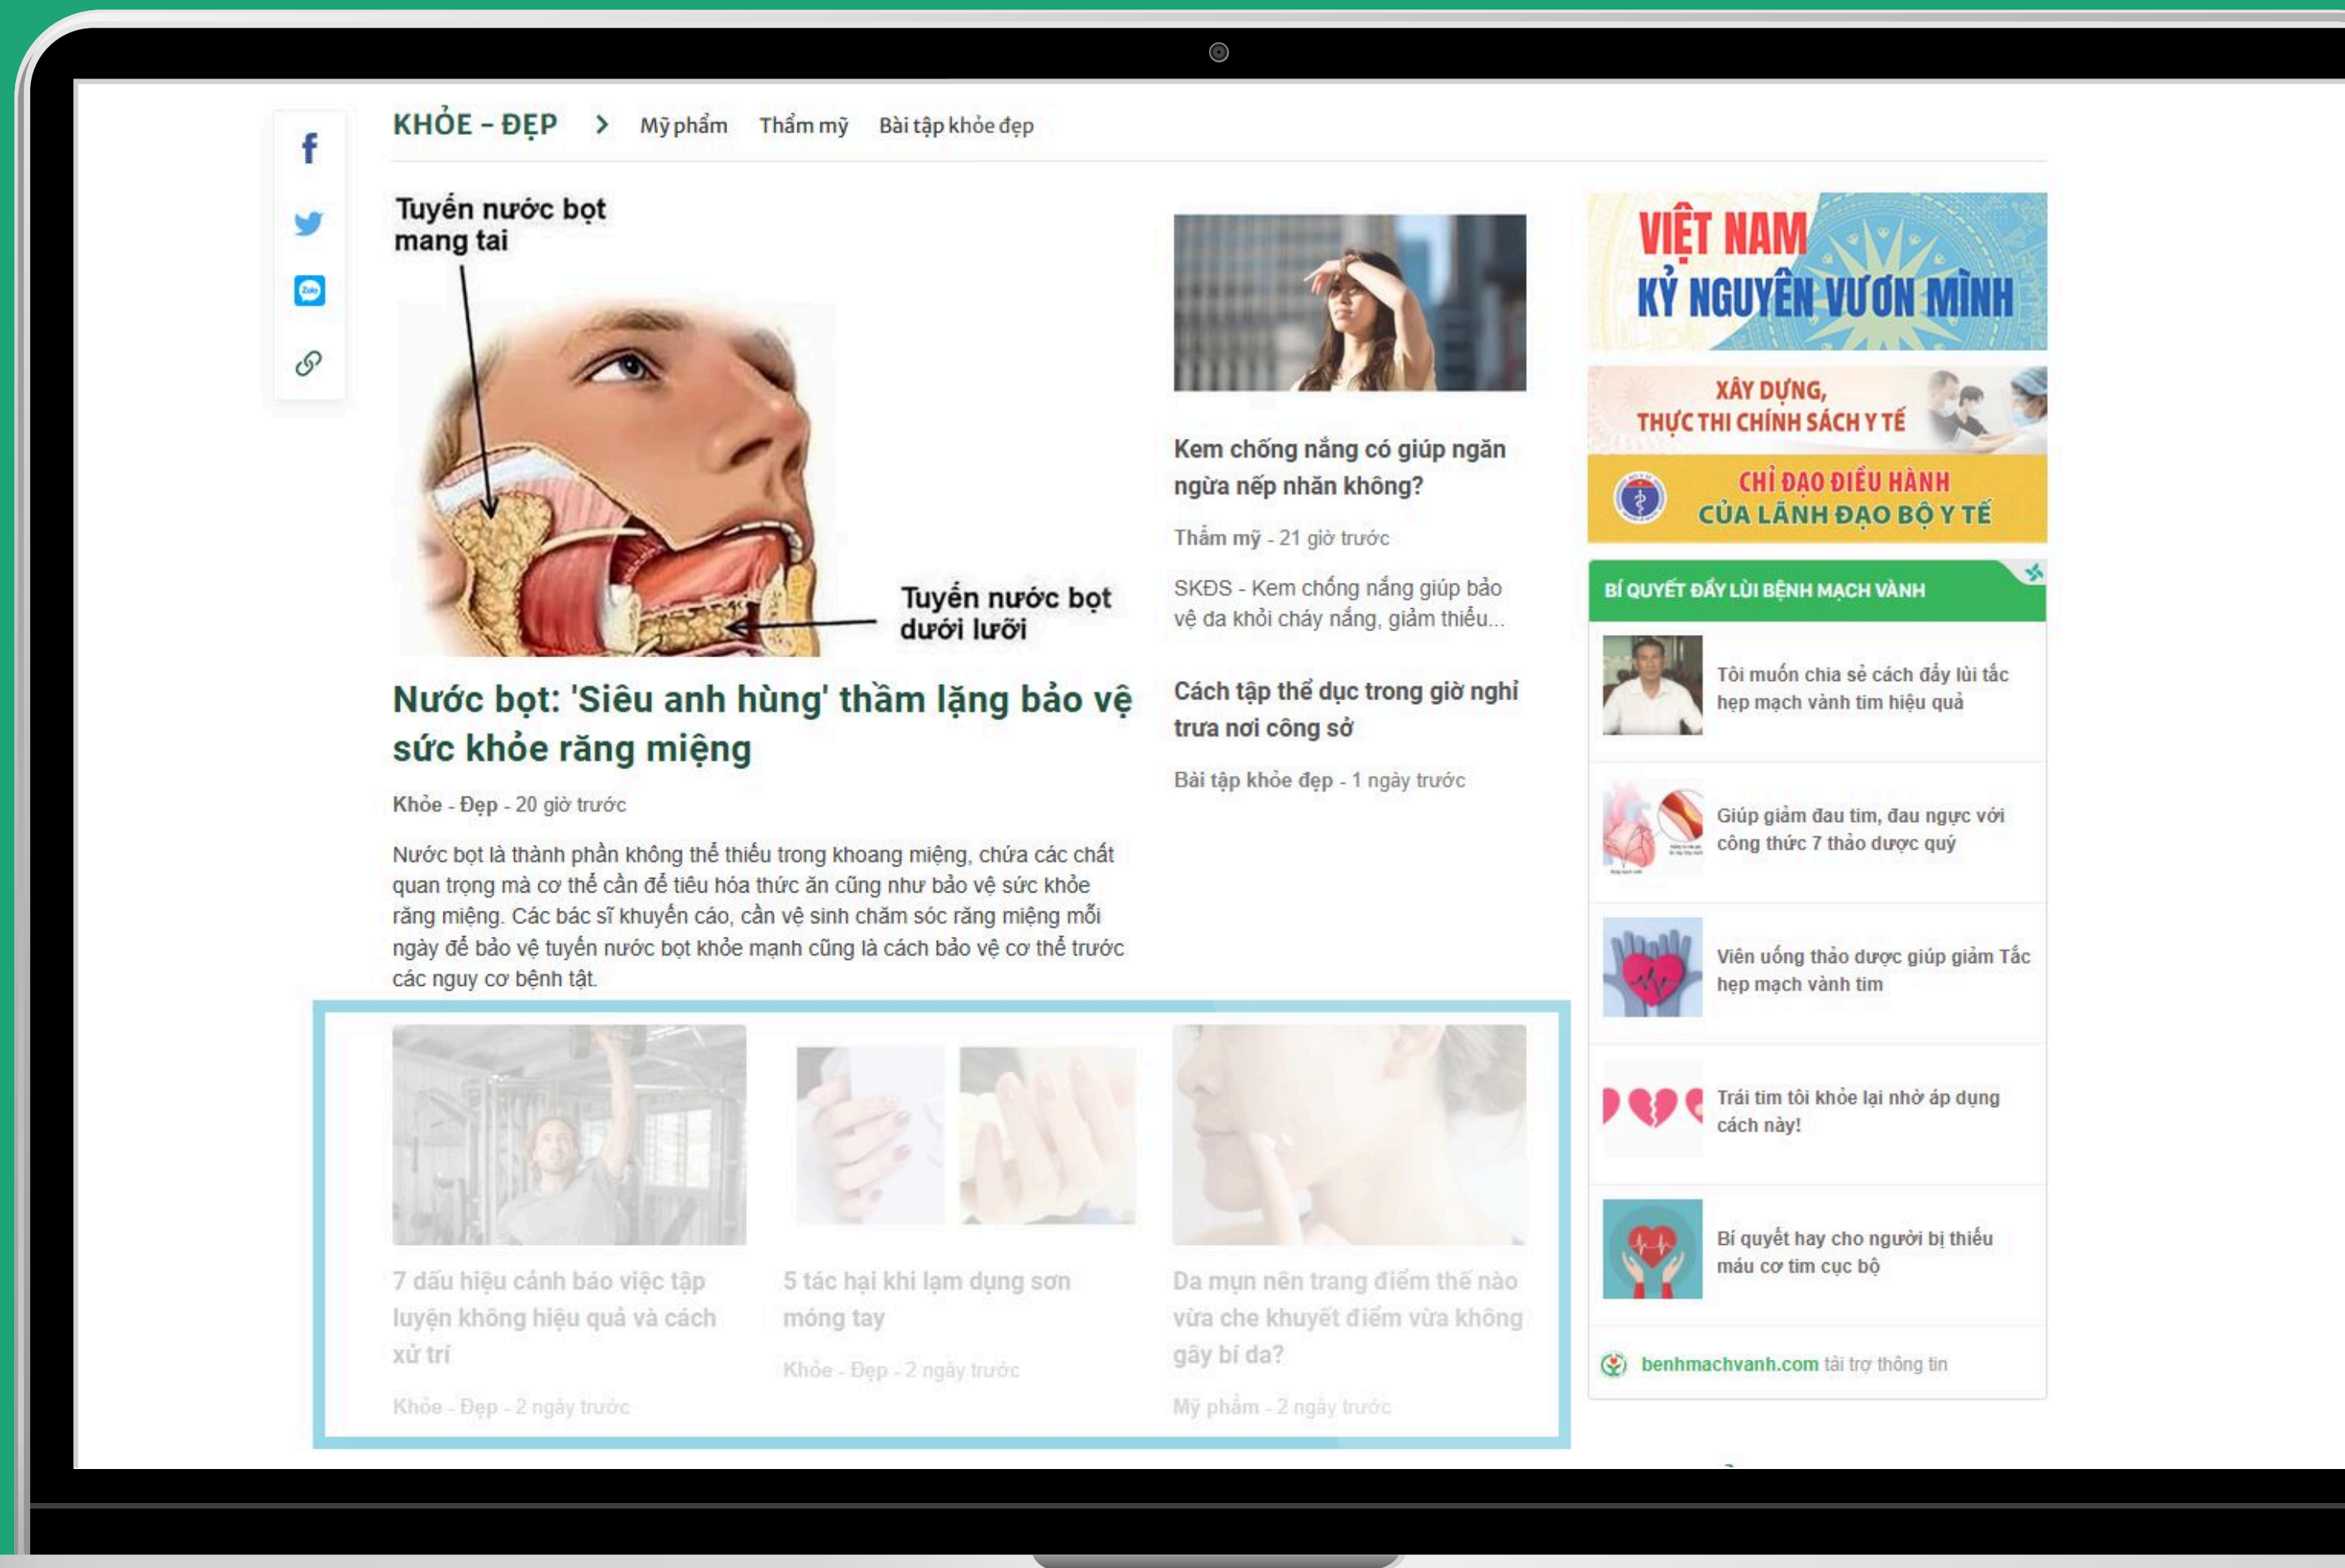 KHỎE – ĐẸP
Mỹ phẩm
Thẩm mỹ
Bài tập khỏe đẹp
Tuyến nước bọt
mang tai
Tuyến nước bọt
dưới lưỡi
Nước bọt: 'Siêu anh hùng' thầm lặng bảo vệ
sức khỏe răng miệng
Khỏe - Đẹp - 20 giờ trước
Nước bọt là thành phần không thể thiếu trong khoang miệng, chứa các chất
quan trọng mà cơ thể cần để tiêu hóa thức ăn cũng như bảo vệ sức khỏe
răng miệng. Các bác sĩ khuyến cáo, cần vệ sinh chăm sóc răng miệng mỗi
ngày để bảo vệ tuyến nước bọt khỏe mạnh cũng là cách bảo vệ cơ thể trước
các nguy cơ bệnh tật.
Kem chống nắng có giúp ngăn
ngừa nếp nhăn không?
Thẩm mỹ - 21 giờ trước
SKĐS - Kem chống nắng giúp bảo
vệ da khỏi cháy nắng, giảm thiểu...
Cách tập thể dục trong giờ nghỉ
trưa nơi công sở
Bài tập khỏe đẹp - 1 ngày trước
7 dấu hiệu cảnh báo việc tập
luyện không hiệu quả và cách
xử trí
Khỏe - Đẹp - 2 ngày trước
5 tác hại khi lạm dụng sơn
móng tay
Khỏe - Đẹp - 2 ngày trước
Da mụn nên trang điểm thế nào
vừa che khuyết điểm vừa không
gây bí da?
Mỹ phẩm - 2 ngày trước
VIỆT NAM
KỶ NGUYÊN VƯƠN MÌNH
XÂY DỰNG,
THỰC THI CHÍNH SÁCH Y TẾ
CHỈ ĐẠO ĐIỀU HÀNH
CỦA LÃNH ĐẠO BỘ Y TẾ
BÍ QUYẾT ĐẨY LÙI BỆNH MẠCH VÀNH
Tôi muốn chia sẻ cách đẩy lùi tắc
hẹp mạch vành tim hiệu quả
Giúp giảm đau tim, đau ngực với
công thức 7 thảo dược quý
Viên uống thảo dược giúp giảm Tắc
hẹp mạch vành tim
Trái tim tôi khỏe lại nhờ áp dụng
cách này!
Bí quyết hay cho người bị thiếu
máu cơ tim cục bộ
benhmachvanh.com tài trợ thông tin
Zalo